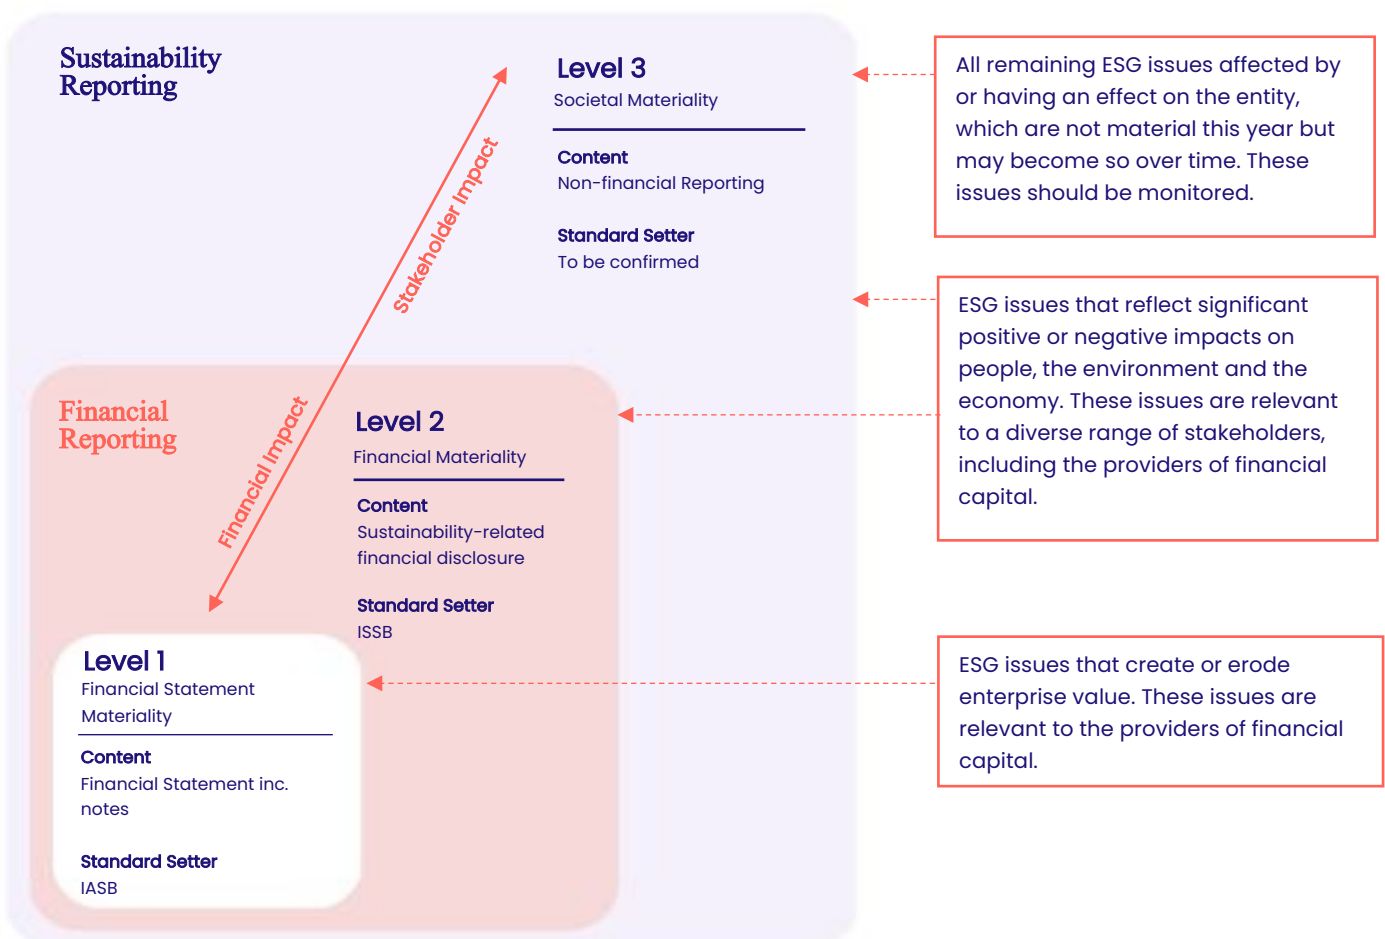 Sustainability
Reporting
Level 3
Societal Materiality
Content
Non-financial Reporting
Standard Setter
To be confirmed
Stakeholder Impact
Financial Impact
Financial
Reporting
Level 2
Financial Materiality
Content
Sustainability-related
financial disclosure
Standard Setter
ISSB
Level 1
Financial Statement
Materiality
Content
Financial Statement inc.
notes
Standard Setter
IASB
All remaining ESG issues affected by
or having an effect on the entity,
which are not material this year but
may become so over time. These
issues should be monitored.
ESG issues that reflect significant
positive or negative impacts on
people, the environment and the
economy. These issues are relevant
to a diverse range of stakeholders,
including the providers of financial
capital.
ESG issues that create or erode
enterprise value. These issues are
relevant to the providers of financial
capital.